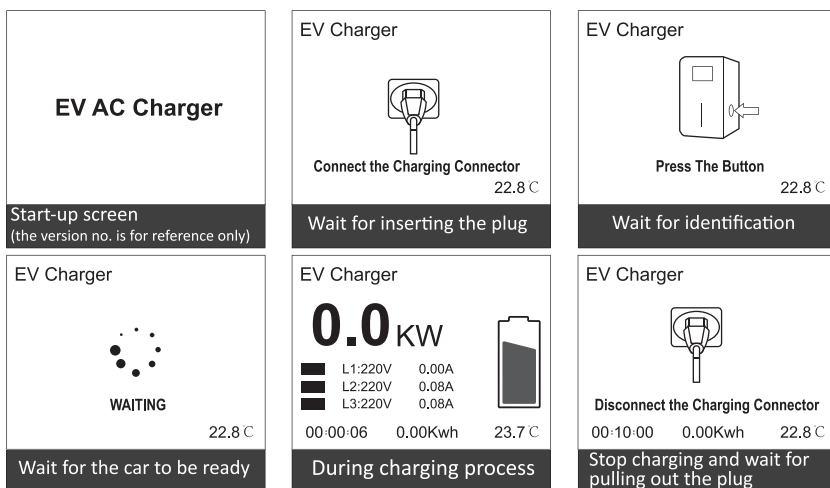 EV AC Charger
Start-up screen
(the version no. is for reference only)
EV Charger
Connect the Charging Connector
22.8℃
Wait for inserting the plug
EV Charger
Press The Button
22.8℃
Wait for identification
EV Charger
WAITING
22.8℃
Wait for the car to be ready
EV Charger
0.0 KW
L1:220V 0.00A
L2:220V 0.08A
L3:220V 0.08A
00:00:06 0.00Kwh 23.7℃
During charging process
EV Charger
Disconnect the Charging Connector
00:10:00 0.00Kwh 22.8℃
Stop charging and wait for
pulling out the plug